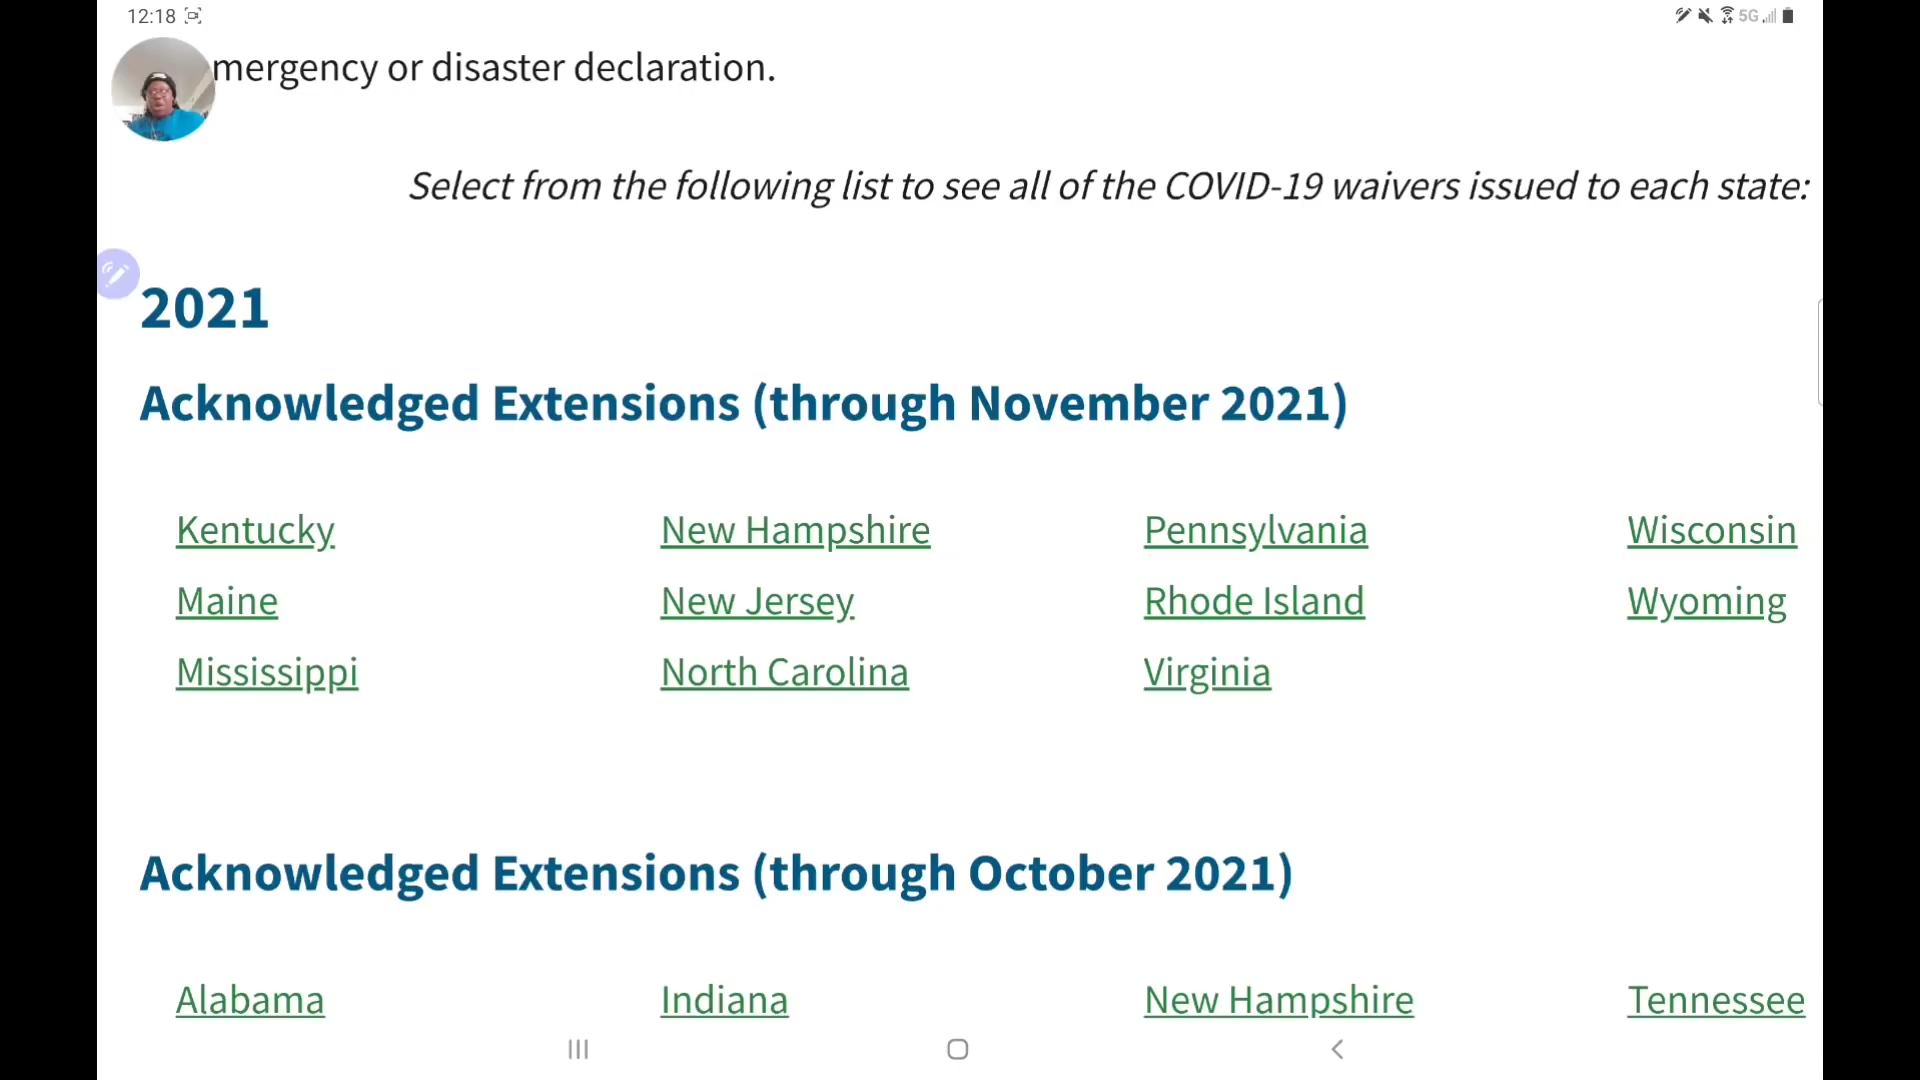 12:18
5G
mergency or disaster declaration.
Select from the following list to see all of the COVID-19 waivers issued to each state:
2021
Acknowledged Extensions (through November 2021)
Kentucky New Hampshire Pennsylvania Wisconsin
Maine New Jersey Rhode Island Wyoming
Mississippi North Carolina Virginia
Acknowledged Extensions (through October 2021)
Alabama Indiana New Hampshire Tennessee